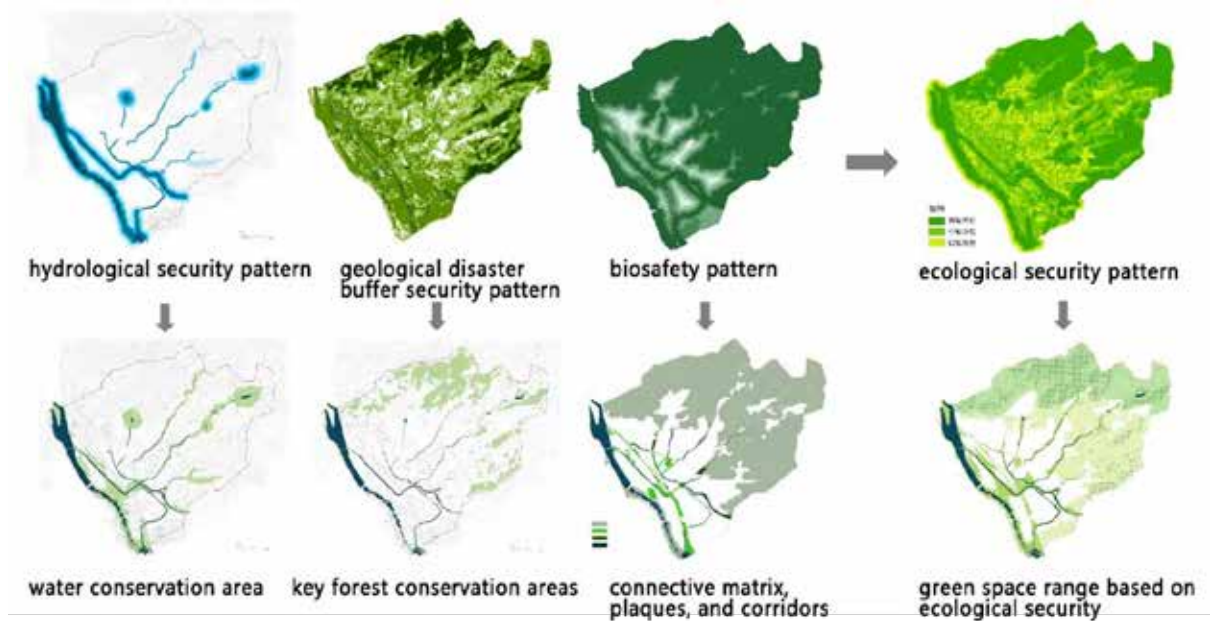 hydrological security pattern
geological disaster
buffer security pattern
biosafety pattern
ecological security pattern
water conservation area
key forest conservation areas
connective matrix,
plaques, and corridors
green space range based on
ecological security